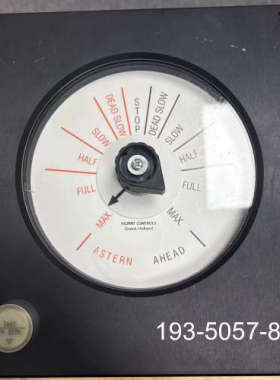 STOP
DEAD SLOW
DEAD SLOW
SLOW
SLOW
HALF
HALF
FULL
FULL
MAX
MAX
ASTERN
AHEAD
193-5057-8